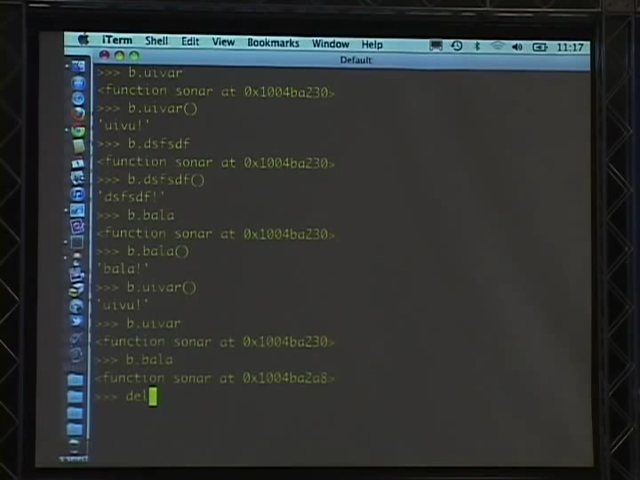 iTerm Shell Edit View Bookmarks Window Help 11:17
Default
>>> b.uivar
<function sonar at 0x1004ba230>
>>> b.uivar()
'uivu!'
>>> b.dsfsdf
<function sonar at 0x1004ba230>
>>> b.dsfsdf()
'dsfsdf!'
>>> b.bala
<function sonar at 0x1004ba230>
>>> b.bala()
'bala!'
>>> b.uivar()
'uivu!'
>>> b.uivar
<function sonar at 0x1004ba230>
>>> b.bala
<function sonar at 0x1004ba2a8>
>>> del